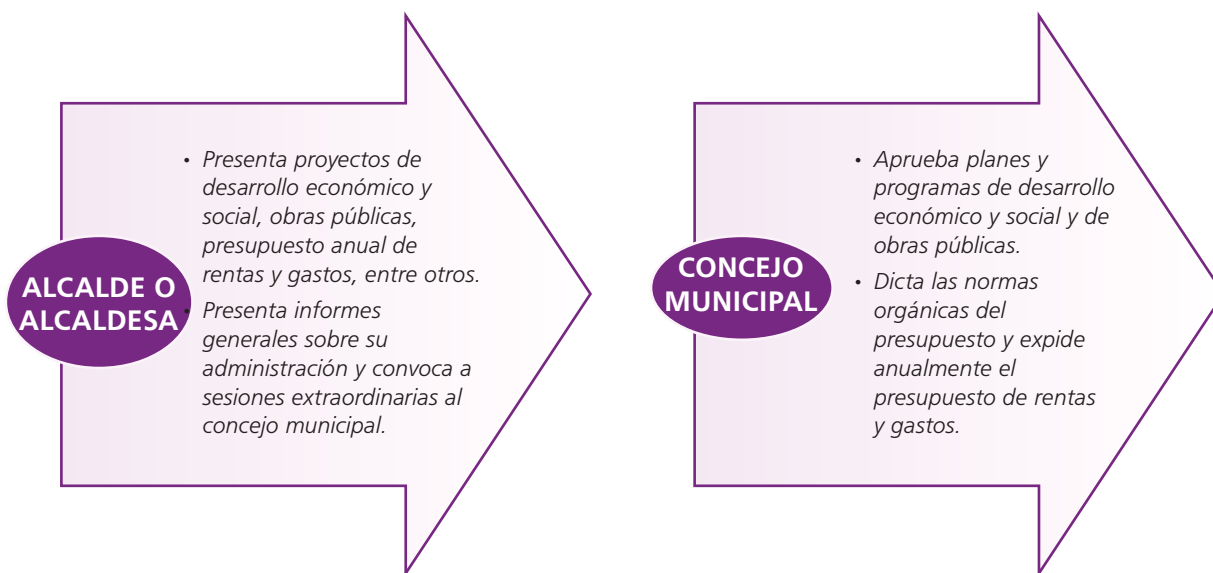 ALCALDE O
ALCALDESA
• Presenta proyectos de
desarrollo económico y
social, obras públicas,
presupuesto anual de
rentas y gastos, entre otros.
• Presenta informes
generales sobre su
administración y convoca a
sesiones extraordinarias al
concejo municipal.
CONCEJO
MUNICIPAL
• Aprueba planes y
programas de desarrollo
económico y social y de
obras públicas.
• Dicta las normas
orgánicas del
presupuesto y expide
anualmente el
presupuesto de rentas
y gastos.